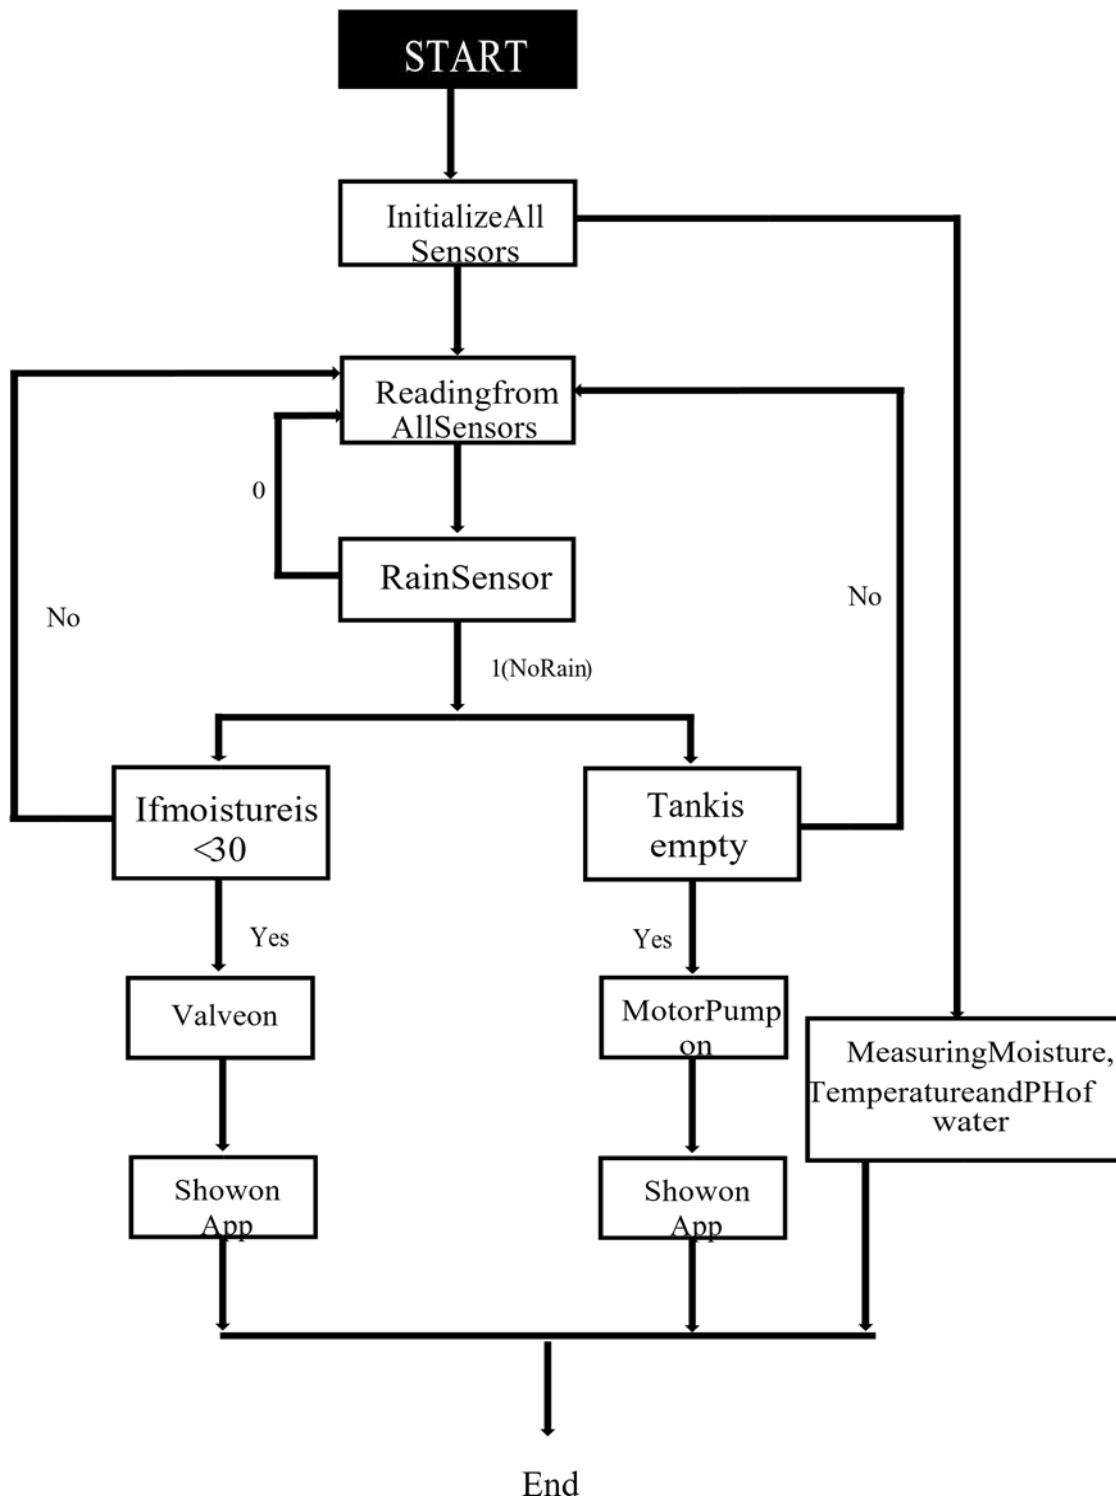 START
InitializeAll
Sensors
Readingfrom
AllSensors
0
RainSensor
No
No
1(NoRain)
Ifmoistureis
<30
Tankis
empty
Yes
Yes
Valveon
MotorPump
on
MeasuringMoisture,
TemperatureandPHof
water
Showon
App
Showon
App
End